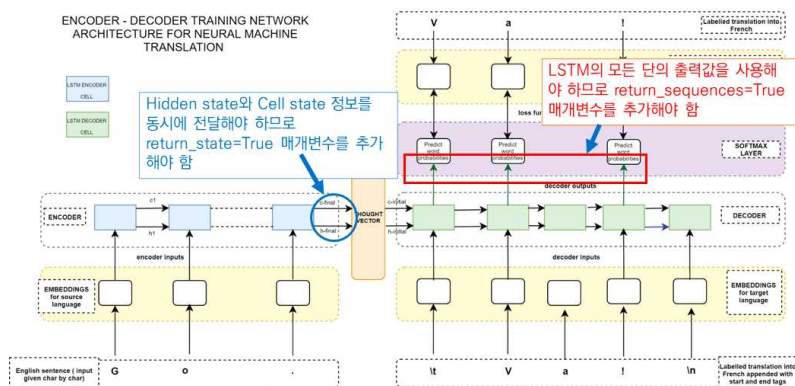 ENCODER - DECODER TRAINING NETWORK
ARCHITECTURE FOR NEURAL MACHINE
TRANSLATION
LSTM ENCODER
CELL
LSTM DECODER
CELL
Hidden state와 Cell state 정보를
동시에 전달해야 하므로
return_state=True 매개변수를 추가
해야 함
V
a
!
Labelled translation into
French
LSTM의 모든 단의 출력값을 사용해
야 하므로 return_sequences=True
매개변수를 추가해야 함
loss fun
Predict
word
probabilities
Predict
word
probabilities
Predict
word
probabilities
SOFTMAX
LAYER
decoder outputs
ENCODER
c1
h1
c-final
h-final
THOUGHT
VECTOR
c-initial
h-initial
DECODER
encoder inputs
decoder inputs
EMBEDDINGS
for source
language
EMBEDDINGS
for target
language
English sentence ( input
given char by char)
G
o
.
\t
V
a
!
\n
Labelled translation into
French appended with
start and end tags